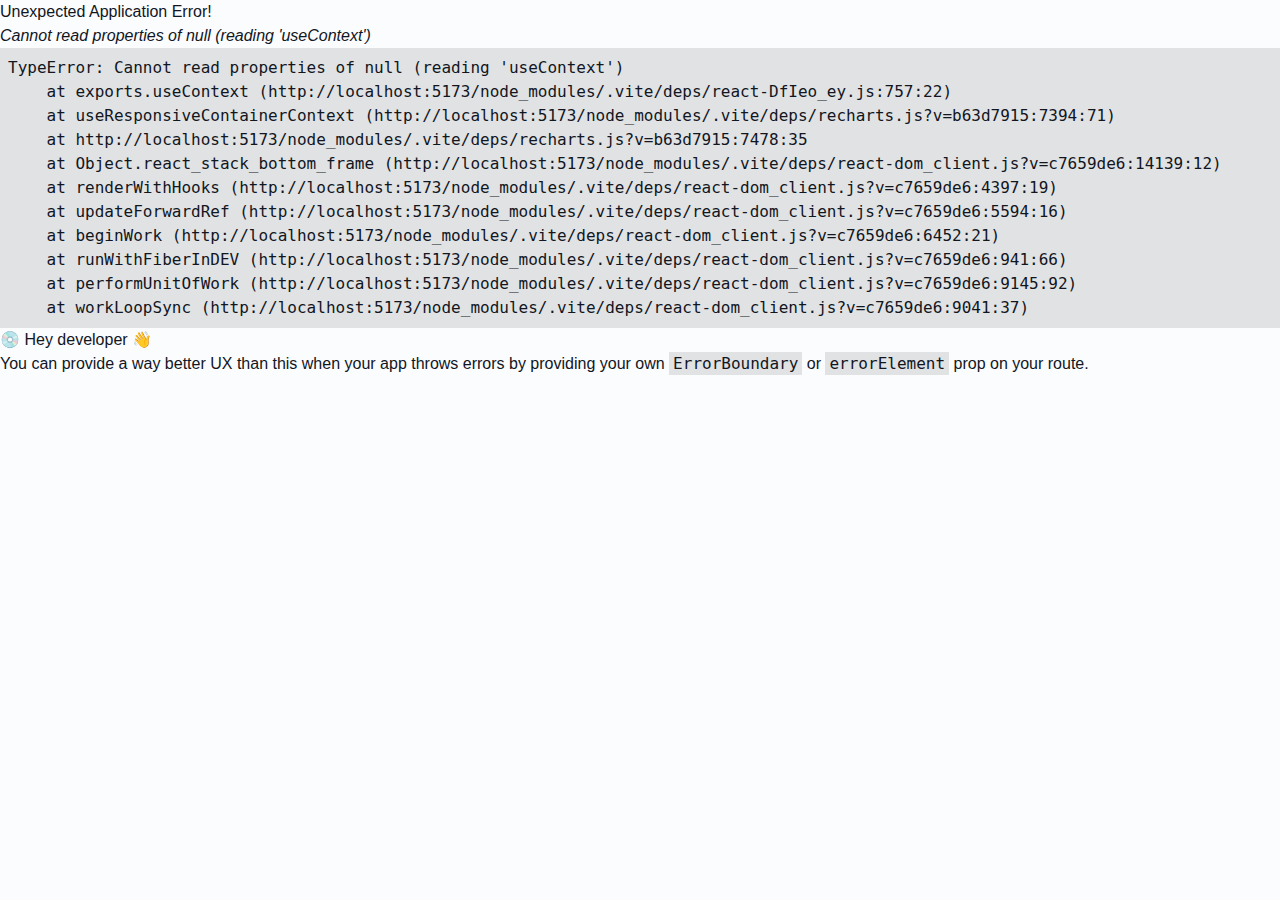 Unexpected Application Error!
Cannot read properties of null (reading 'useContext')
TypeError: Cannot read properties of null (reading 'useContext')
    at exports.useContext (http://localhost:5173/node_modules/.vite/deps/react-DfIeo_ey.js:757:22)
    at useResponsiveContainerContext (http://localhost:5173/node_modules/.vite/deps/recharts.js?v=b63d7915:7394:71)
    at http://localhost:5173/node_modules/.vite/deps/recharts.js?v=b63d7915:7478:35
    at Object.react_stack_bottom_frame (http://localhost:5173/node_modules/.vite/deps/react-dom_client.js?v=c7659de6:14139:12)
    at renderWithHooks (http://localhost:5173/node_modules/.vite/deps/react-dom_client.js?v=c7659de6:4397:19)
    at updateForwardRef (http://localhost:5173/node_modules/.vite/deps/react-dom_client.js?v=c7659de6:5594:16)
    at beginWork (http://localhost:5173/node_modules/.vite/deps/react-dom_client.js?v=c7659de6:6452:21)
    at runWithFiberInDEV (http://localhost:5173/node_modules/.vite/deps/react-dom_client.js?v=c7659de6:941:66)
    at performUnitOfWork (http://localhost:5173/node_modules/.vite/deps/react-dom_client.js?v=c7659de6:9145:92)
    at workLoopSync (http://localhost:5173/node_modules/.vite/deps/react-dom_client.js?v=c7659de6:9041:37)
💿 Hey developer 👋
You can provide a way better UX than this when your app throws errors by providing your own ErrorBoundary or errorElement prop on your route.